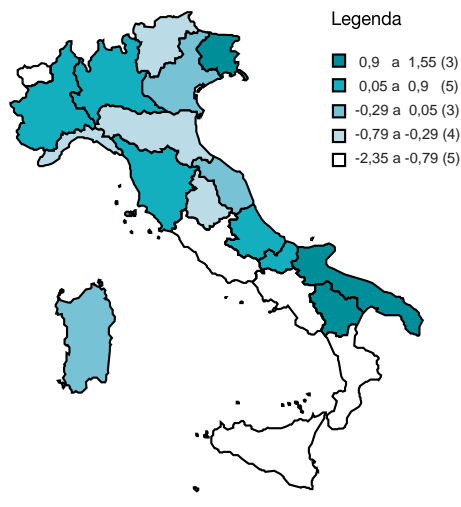 Legenda
0,9 a 1,55 (3)
0,05 a 0,9 (5)
-0,29 a 0,05 (3)
-0,79 a -0,29 (4)
-2,35 a -0,79 (5)